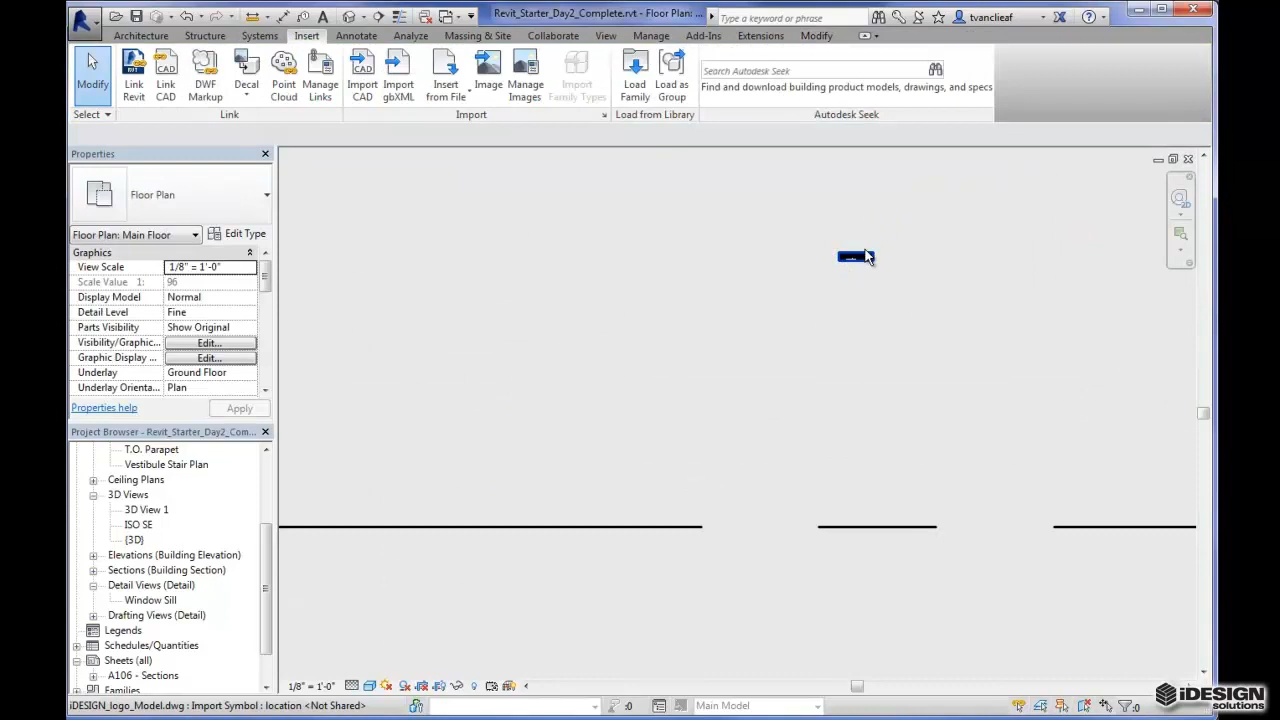 Revit_Starter_Day2_Complete.rvt - Floor Plan: ...
Type a keyword or phrase
tvanclief
Architecture Structure Systems Insert Annotate Analyze Massing & Site Collaborate View Manage Add-Ins Extensions Modify
Modify
Link Revit
Link CAD
DWF Markup
Decal
Point Cloud
Manage Links
Import CAD
Import gbXML
Insert from File
Image
Manage Images
Import Family Types
Load Family
Load as Group
Search Autodesk Seek
Find and download building product models, drawings, and specs
Select Link Import Load from Library Autodesk Seek
Properties
Floor Plan
Floor Plan: Main Floor Edit Type
Graphics
View Scale 1/8" = 1'-0"
Scale Value 1: 96
Display Model Normal
Detail Level Fine
Parts Visibility Show Original
Visibility/Graphic... Edit...
Graphic Display ... Edit...
Underlay Ground Floor
Underlay Orienta... Plan
Properties help Apply
Project Browser - Revit_Starter_Day2_Com...
T.O. Parapet
Vestibule Stair Plan
Ceiling Plans
3D Views
3D View 1
ISO SE
{3D}
Elevations (Building Elevation)
Sections (Building Section)
Detail Views (Detail)
Window Sill
Drafting Views (Detail)
Legends
Schedules/Quantities
Sheets (all)
A106 - Sections
Families
2D
1/8" = 1'-0"
iDESIGN_logo_Model.dwg : Import Symbol : location <Not Shared>
:0
Main Model
:0
iDESIGN
solutions